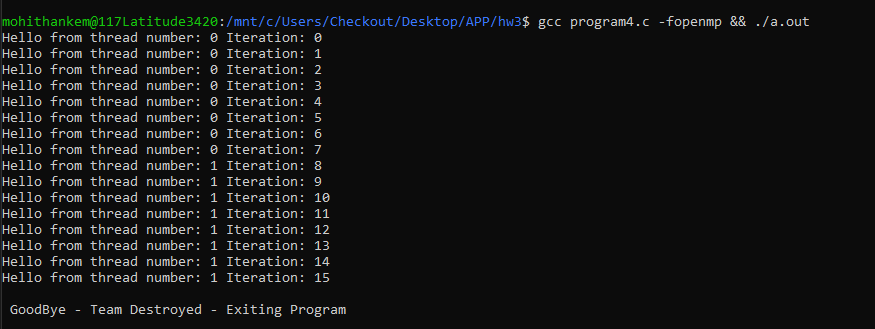 mohithankem@117Latitude3420:/mnt/c/Users/Checkout/Desktop/APP/hw3$ gcc program4.c -fopenmp && ./a.out
Hello from thread number: 0 Iteration: 0
Hello from thread number: 0 Iteration: 1
Hello from thread number: 0 Iteration: 2
Hello from thread number: 0 Iteration: 3
Hello from thread number: 0 Iteration: 4
Hello from thread number: 0 Iteration: 5
Hello from thread number: 0 Iteration: 6
Hello from thread number: 0 Iteration: 7
Hello from thread number: 1 Iteration: 8
Hello from thread number: 1 Iteration: 9
Hello from thread number: 1 Iteration: 10
Hello from thread number: 1 Iteration: 11
Hello from thread number: 1 Iteration: 12
Hello from thread number: 1 Iteration: 13
Hello from thread number: 1 Iteration: 14
Hello from thread number: 1 Iteration: 15
GoodBye - Team Destroyed - Exiting Program